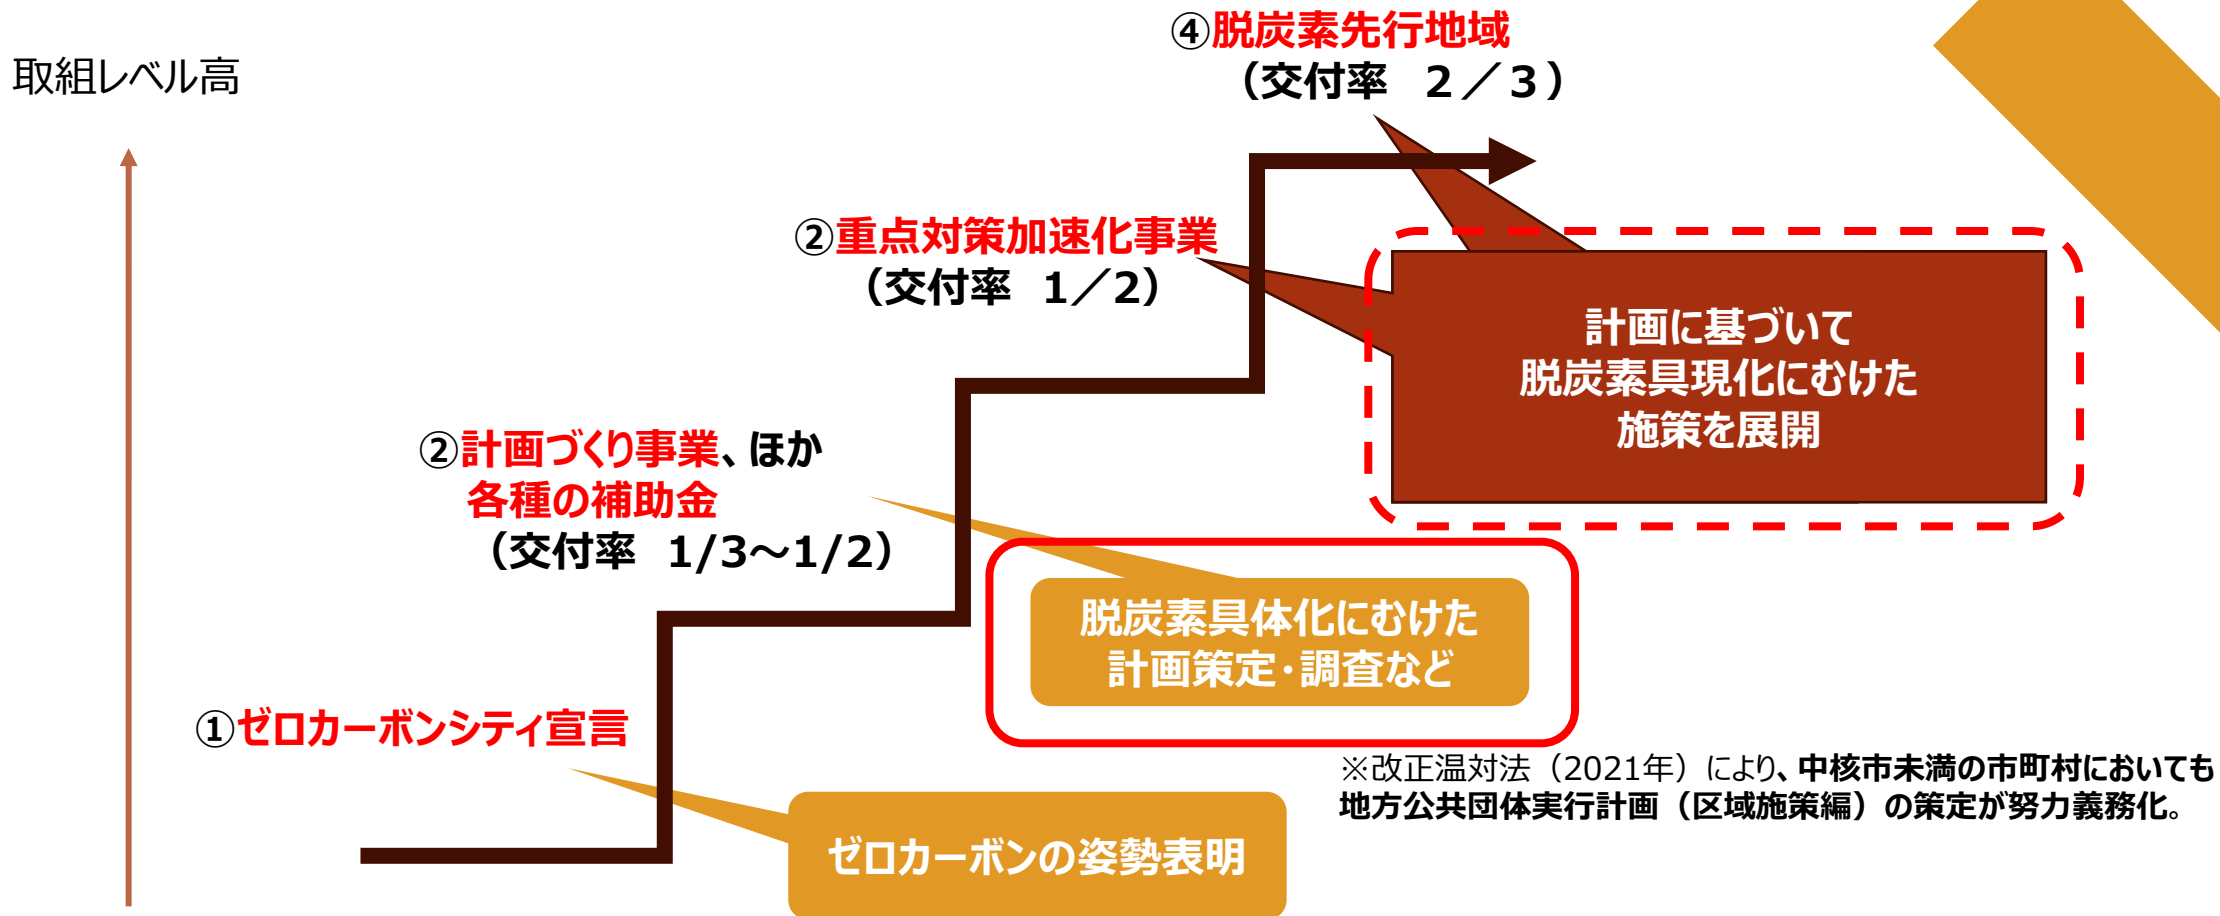 ④脱炭素先行地域
（交付率　２／３）
取組レベル高
②重点対策加速化事業
（交付率　1／2）
計画に基づいて
脱炭素具現化にむけた
施策を展開
②計画づくり事業、ほか
各種の補助金
（交付率　1/3～1/2）
脱炭素具体化にむけた
計画策定・調査など
①ゼロカーボンシティ宣言
※改正温対法（2021年）により、中核市未満の市町村においても
地方公共団体実行計画（区域施策編）の策定が努力義務化。
ゼロカーボンの姿勢表明